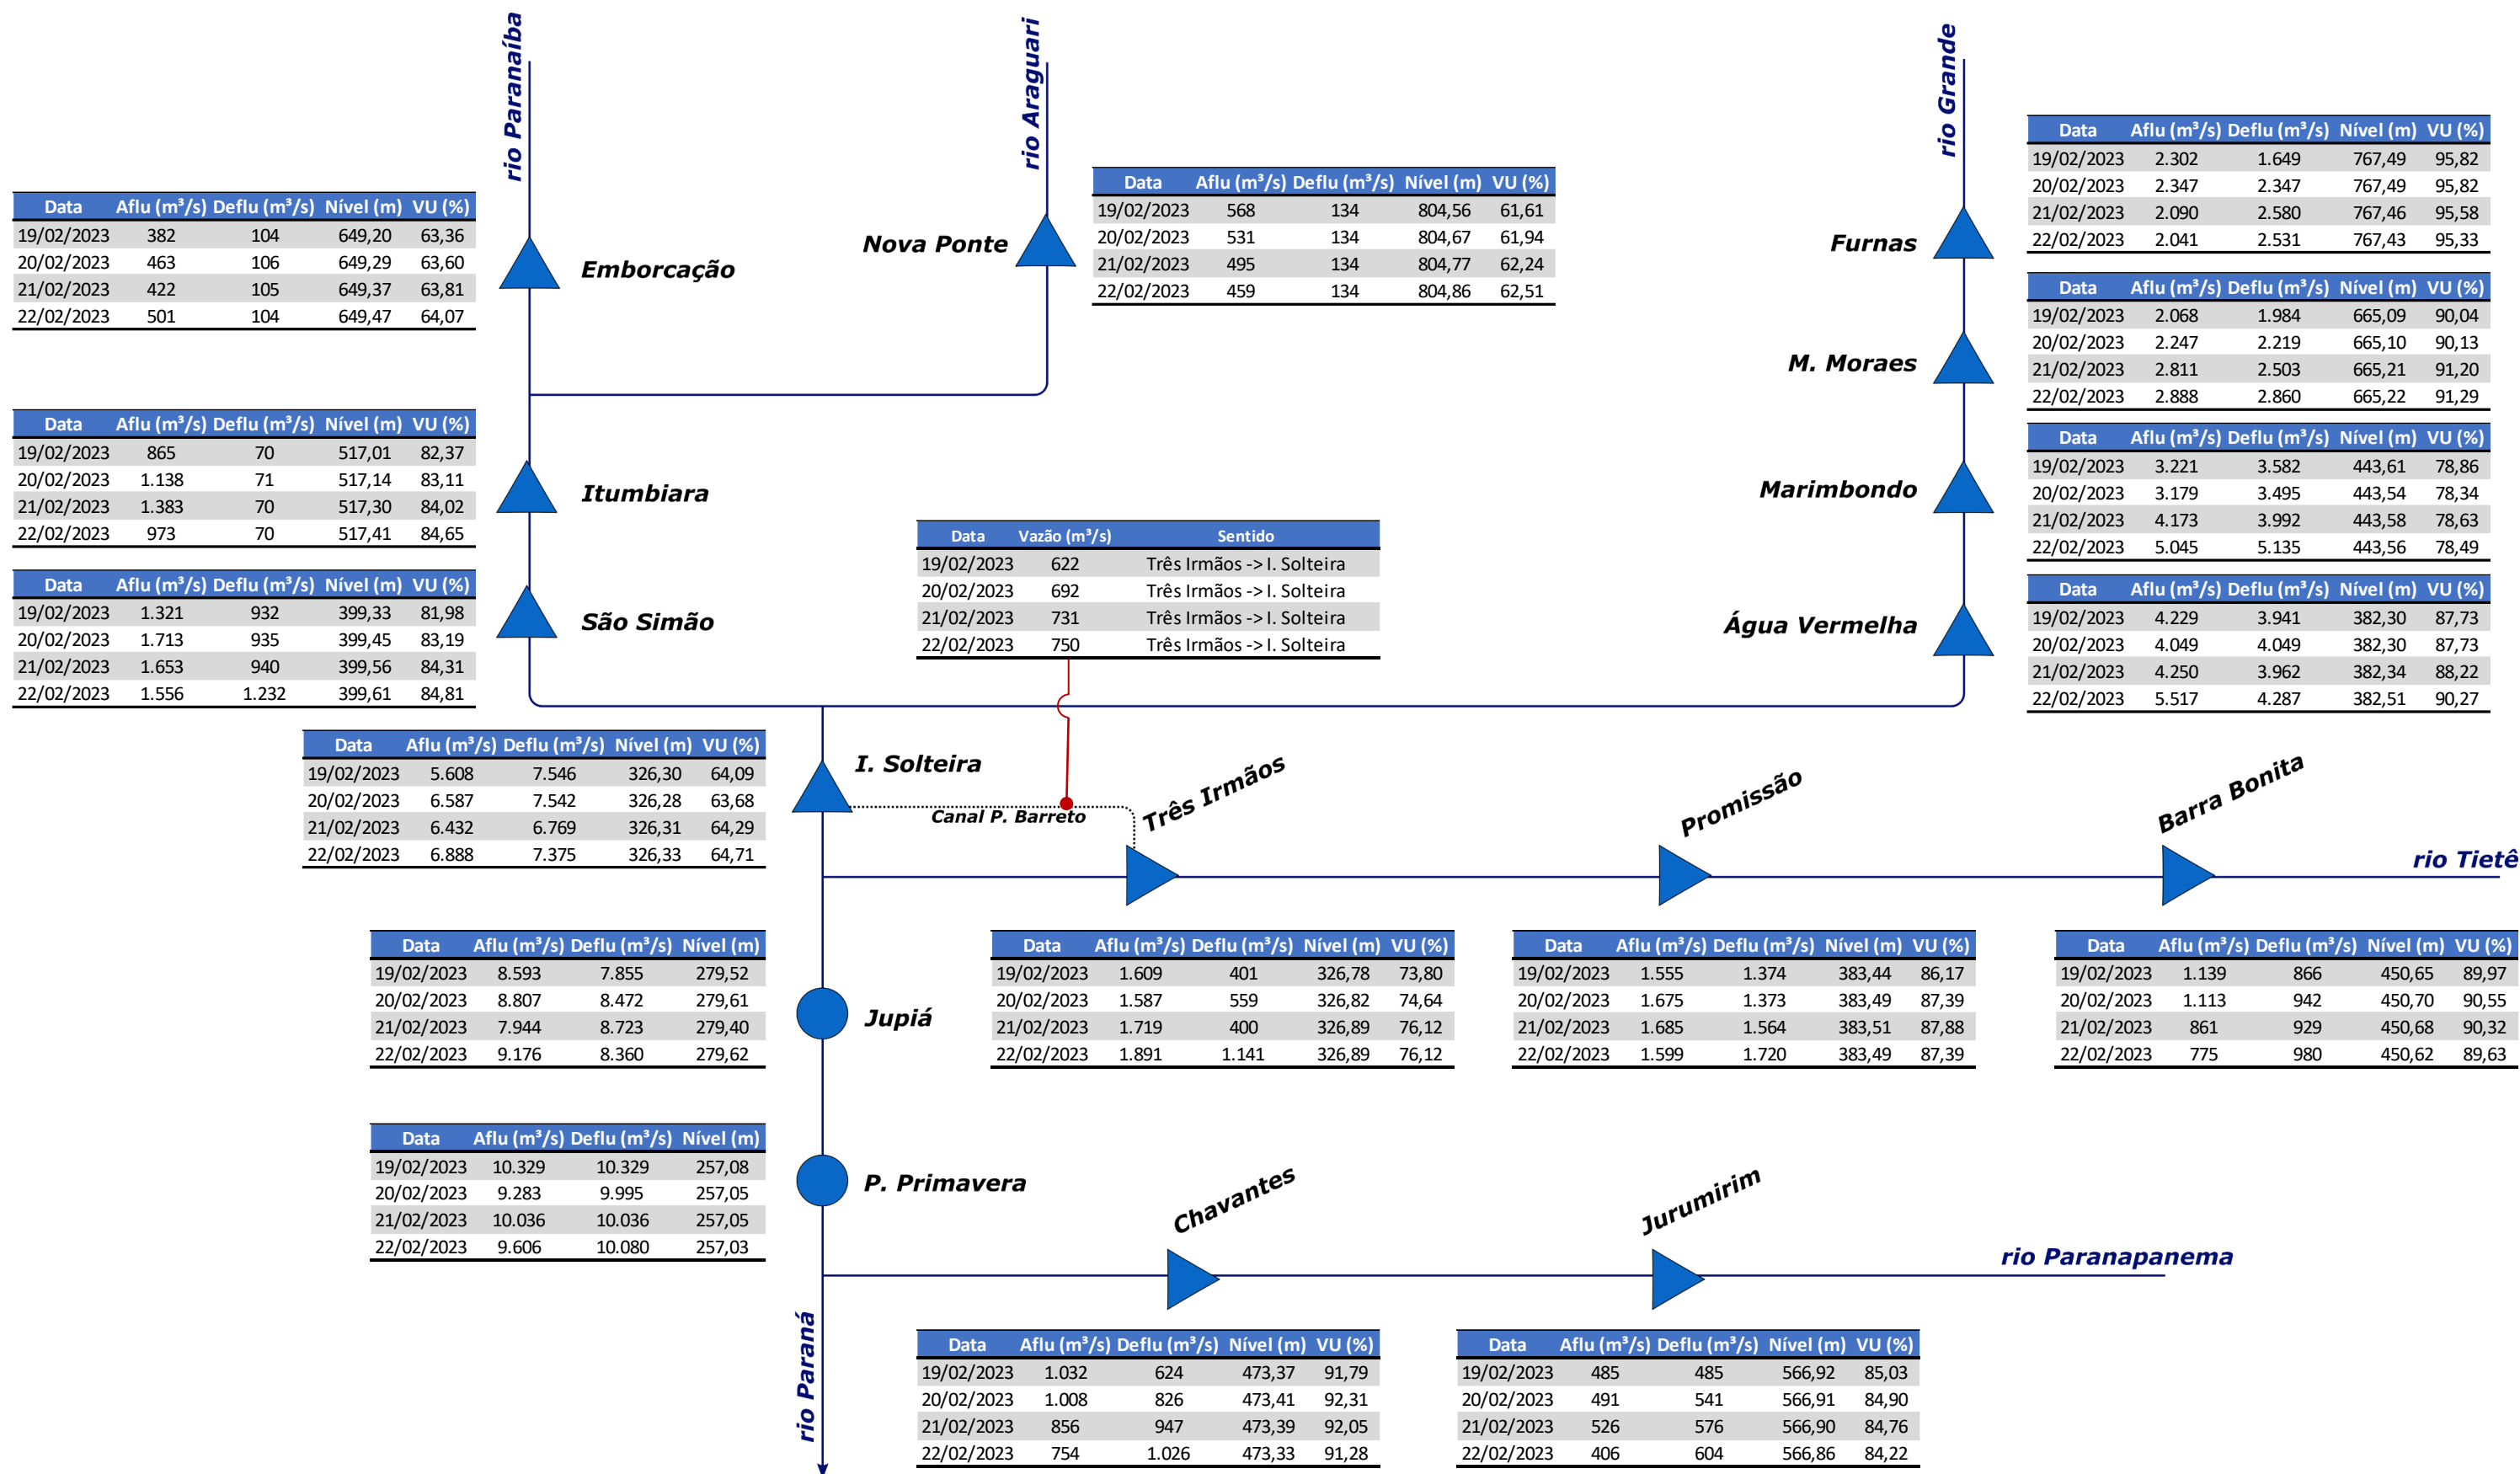 rio Paranaíba
rio Araguari
rio Grande
Data Aflu (m³/s) Deflu (m³/s) Nível (m) VU (%)
19/02/2023 2.302 1.649 767,49 95,82
20/02/2023 2.347 2.347 767,49 95,82
21/02/2023 2.090 2.580 767,46 95,58
22/02/2023 2.041 2.531 767,43 95,33
Furnas
Data Aflu (m³/s) Deflu (m³/s) Nível (m) VU (%)
19/02/2023 568 134 804,56 61,61
20/02/2023 531 134 804,67 61,94
21/02/2023 495 134 804,77 62,24
22/02/2023 459 134 804,86 62,51
Nova Ponte
Data Aflu (m³/s) Deflu (m³/s) Nível (m) VU (%)
19/02/2023 382 104 649,20 63,36
20/02/2023 463 106 649,29 63,60
21/02/2023 422 105 649,37 63,81
22/02/2023 501 104 649,47 64,07
Emborcação
Data Aflu (m³/s) Deflu (m³/s) Nível (m) VU (%)
19/02/2023 2.068 1.984 665,09 90,04
20/02/2023 2.247 2.219 665,10 90,13
21/02/2023 2.811 2.503 665,21 91,20
22/02/2023 2.888 2.860 665,22 91,29
M. Moraes
Data Aflu (m³/s) Deflu (m³/s) Nível (m) VU (%)
19/02/2023 865 70 517,01 82,37
20/02/2023 1.138 71 517,14 83,11
21/02/2023 1.383 70 517,30 84,02
22/02/2023 973 70 517,41 84,65
Itumbiara
Data Aflu (m³/s) Deflu (m³/s) Nível (m) VU (%)
19/02/2023 3.221 3.582 443,61 78,86
20/02/2023 3.179 3.495 443,54 78,34
21/02/2023 4.173 3.992 443,58 78,63
22/02/2023 5.045 5.135 443,56 78,49
Marimbondo
Data Vazão (m³/s) Sentido
19/02/2023 622 Três Irmãos -> I. Solteira
20/02/2023 692 Três Irmãos -> I. Solteira
21/02/2023 731 Três Irmãos -> I. Solteira
22/02/2023 750 Três Irmãos -> I. Solteira
Data Aflu (m³/s) Deflu (m³/s) Nível (m) VU (%)
19/02/2023 1.321 932 399,33 81,98
20/02/2023 1.713 935 399,45 83,19
21/02/2023 1.653 940 399,56 84,31
22/02/2023 1.556 1.232 399,61 84,81
São Simão
Data Aflu (m³/s) Deflu (m³/s) Nível (m) VU (%)
19/02/2023 4.229 3.941 382,30 87,73
20/02/2023 4.049 4.049 382,30 87,73
21/02/2023 4.250 3.962 382,34 88,22
22/02/2023 5.517 4.287 382,51 90,27
Água Vermelha
Data Aflu (m³/s) Deflu (m³/s) Nível (m) VU (%)
19/02/2023 5.608 7.546 326,30 64,09
20/02/2023 6.587 7.542 326,28 63,68
21/02/2023 6.432 6.769 326,31 64,29
22/02/2023 6.888 7.375 326,33 64,71
I. Solteira
Canal P. Barreto
Três Irmãos
Promissão
Barra Bonita
rio Tietê
Data Aflu (m³/s) Deflu (m³/s) Nível (m)
19/02/2023 8.593 7.855 279,52
20/02/2023 8.807 8.472 279,61
21/02/2023 7.944 8.723 279,40
22/02/2023 9.176 8.360 279,62
Jupiá
Data Aflu (m³/s) Deflu (m³/s) Nível (m) VU (%)
19/02/2023 1.609 401 326,78 73,80
20/02/2023 1.587 559 326,82 74,64
21/02/2023 1.719 400 326,89 76,12
22/02/2023 1.891 1.141 326,89 76,12
Data Aflu (m³/s) Deflu (m³/s) Nível (m) VU (%)
19/02/2023 1.555 1.374 383,44 86,17
20/02/2023 1.675 1.373 383,49 87,39
21/02/2023 1.685 1.564 383,51 87,88
22/02/2023 1.599 1.720 383,49 87,39
Data Aflu (m³/s) Deflu (m³/s) Nível (m) VU (%)
19/02/2023 1.139 866 450,65 89,97
20/02/2023 1.113 942 450,70 90,55
21/02/2023 861 929 450,68 90,32
22/02/2023 775 980 450,62 89,63
Data Aflu (m³/s) Deflu (m³/s) Nível (m)
19/02/2023 10.329 10.329 257,08
20/02/2023 9.283 9.995 257,05
21/02/2023 10.036 10.036 257,05
22/02/2023 9.606 10.080 257,03
P. Primavera
Chavantes
Jurumirim
rio Paranapanema
rio Paraná
Data Aflu (m³/s) Deflu (m³/s) Nível (m) VU (%)
19/02/2023 1.032 624 473,37 91,79
20/02/2023 1.008 826 473,41 92,31
21/02/2023 856 947 473,39 92,05
22/02/2023 754 1.026 473,33 91,28
Data Aflu (m³/s) Deflu (m³/s) Nível (m) VU (%)
19/02/2023 485 485 566,92 85,03
20/02/2023 491 541 566,91 84,90
21/02/2023 526 576 566,90 84,76
22/02/2023 406 604 566,86 84,22